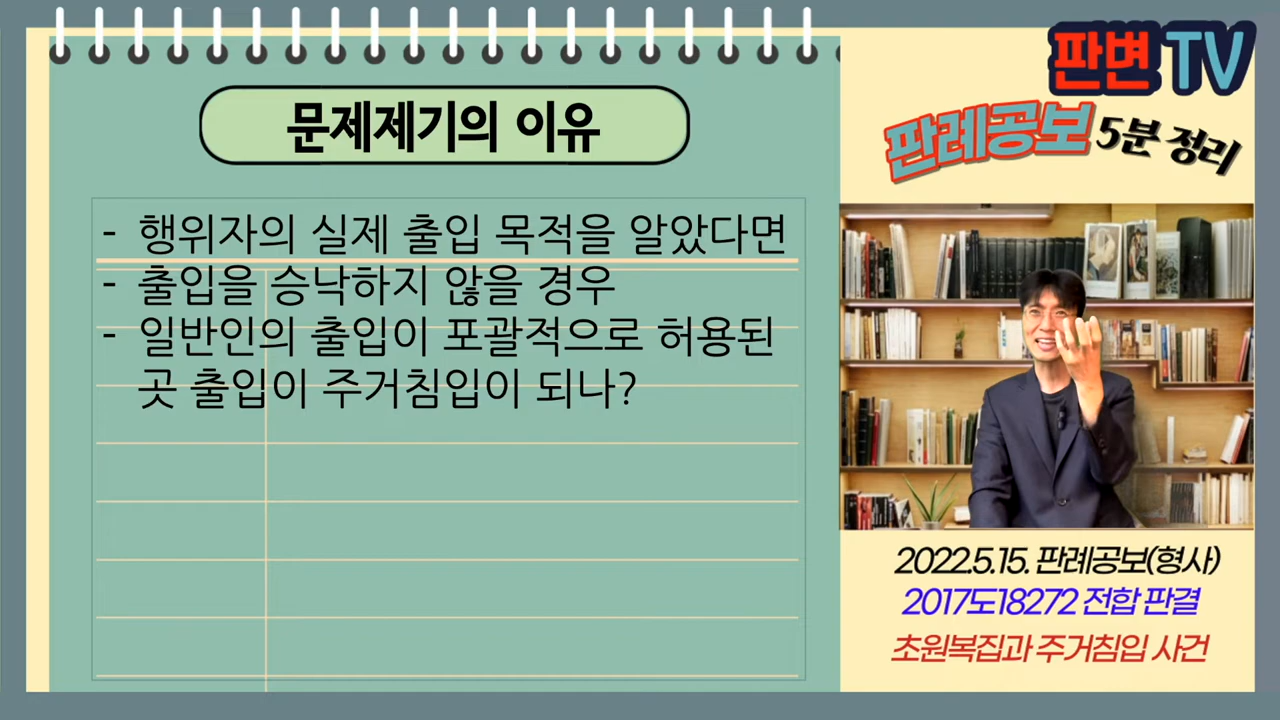 판변 TV
판례공보 5분 정리
문제제기의 이유
- 행위자의 실제 출입 목적을 알았다면
- 출입을 승낙하지 않을 경우
- 일반인의 출입이 포괄적으로 허용된
곳 출입이 주거침입이 되나?
2022.5.15. 판례공보(형사)
2017도18272 전합 판결
초원복집과 주거침입 사건